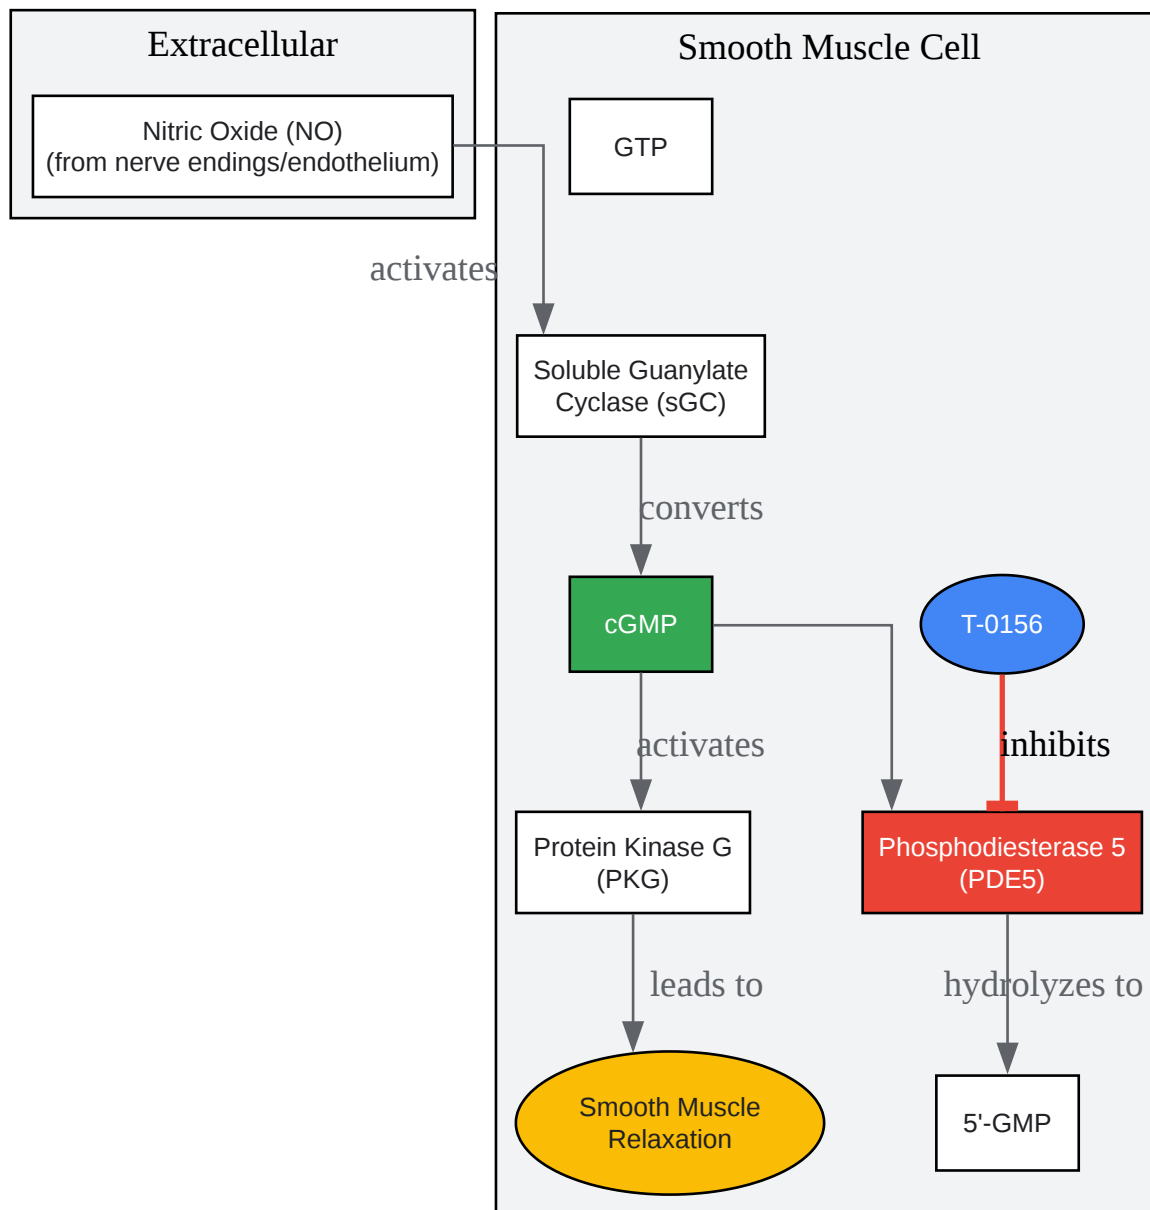 Extracellular
Smooth Muscle Cell
Nitric Oxide (NO)
(from nerve endings/endothelium)
GTP
activates
Soluble Guanylate
Cyclase (sGC)
converts
cGMP
T-0156
activates
inhibits
Protein Kinase G
(PKG)
Phosphodiesterase 5
(PDE5)
leads to
hydrolyzes to
Smooth Muscle
Relaxation
5'-GMP